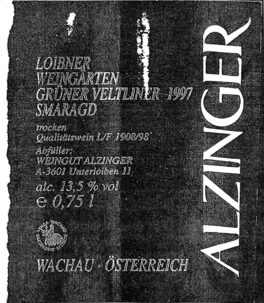 LOIBNER
WEINGÄRTEN
GRÜNER VELTLINER 1997
SMARAGD
trocken
Qualitätswein L/F 1908/98
Abfüller:
WEINGUT ALZINGER
A-3601 Unterloiben 11
alc. 13,5 % vol
e 0,75 l
WACHAU - ÖSTERREICH
ALZINGER